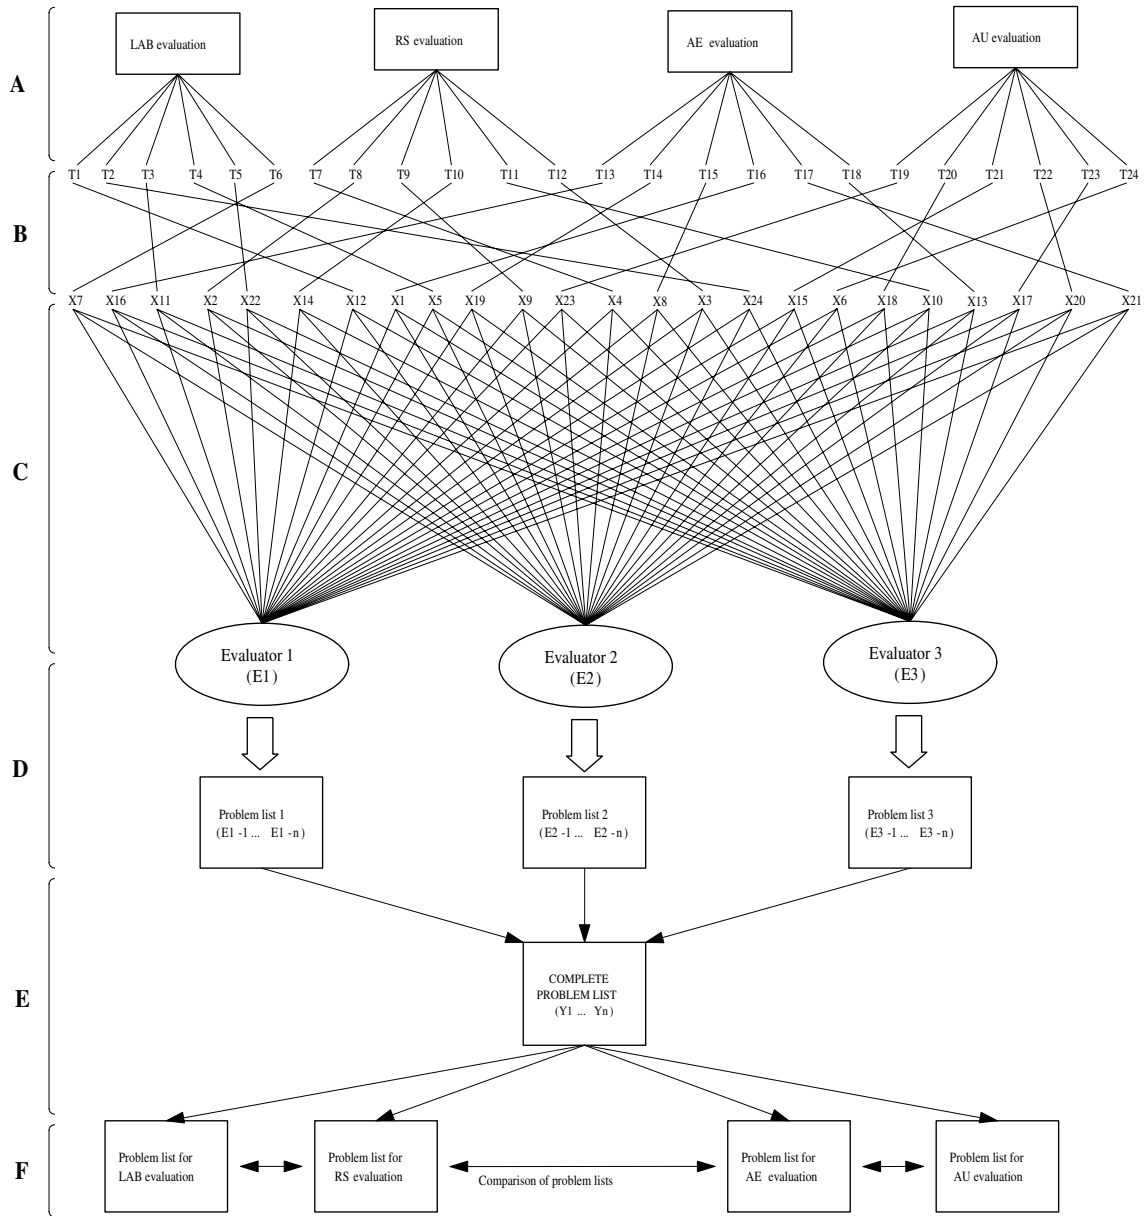 LAB evaluation
RS evaluation
AE evaluation
AU evaluation
A
T1 T2 T3 T4 T5 T6 T7 T8 T9 T10 T11 T12 T13 T14 T15 T16 T17 T18 T19 T20 T21 T22 T23 T24
B
X7 X16 X11 X2 X22 X14 X12 X1 X5 X19 X9 X23 X4 X8 X3 X24 X15 X6 X18 X10 X13 X17 X20 X21
C
Evaluator 1
(E1)
Evaluator 2
(E2)
Evaluator 3
(E3)
D
Problem list 1
(E1 -1 ... E1 -n)
Problem list 2
(E2 -1 ... E2 -n)
Problem list 3
(E3 -1 ... E3 -n)
E
COMPLETE
PROBLEM LIST
(Y1 ... Yn)
F
Problem list for
LAB evaluation
Problem list for
RS evaluation
Comparison of problem lists
Problem list for
AE evaluation
Problem list for
AU evaluation